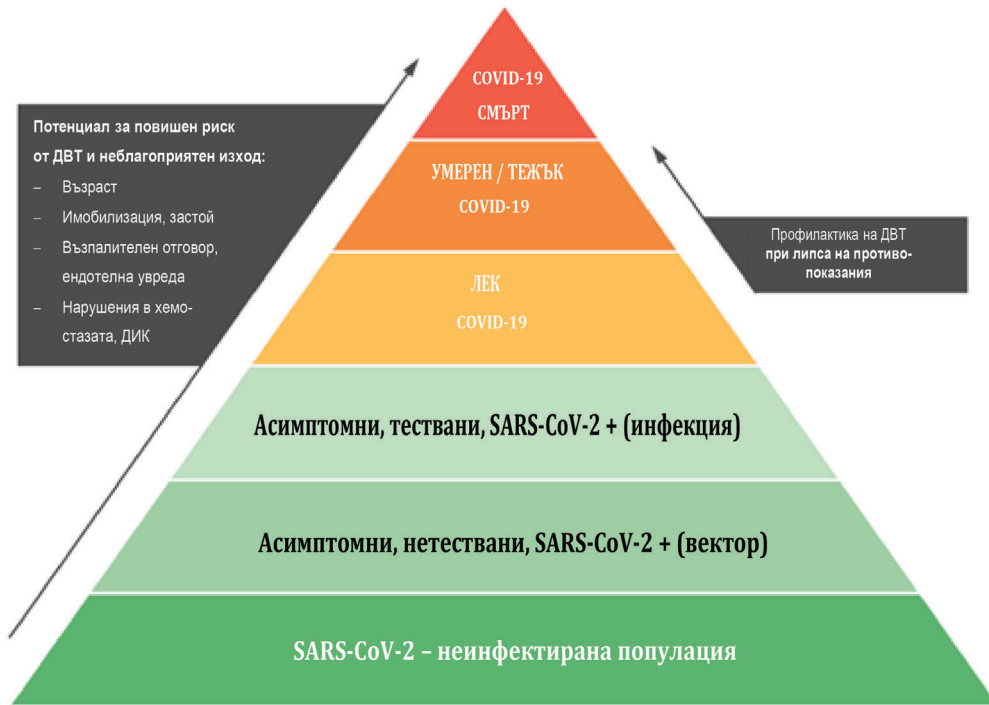 COVID-19
СМЪРТ
Потенциал за повишен риск
от ДВТ и неблагоприятен изход:
– Възраст
– Имобилизация, застой
– Възпалителен отговор,
ендотелна увреда
– Нарушения в хемо-
стазата, ДИК
УМЕРЕН / ТЕЖЪК
COVID-19
Профилактика на ДВТ
при липса на противо-
показания
ЛЕК
COVID-19
Асимптомни, тествани, SARS-CoV-2 + (инфекция)
Асимптомни, нетествани, SARS-CoV-2 + (вектор)
SARS-CoV-2 – неинфектирана популация